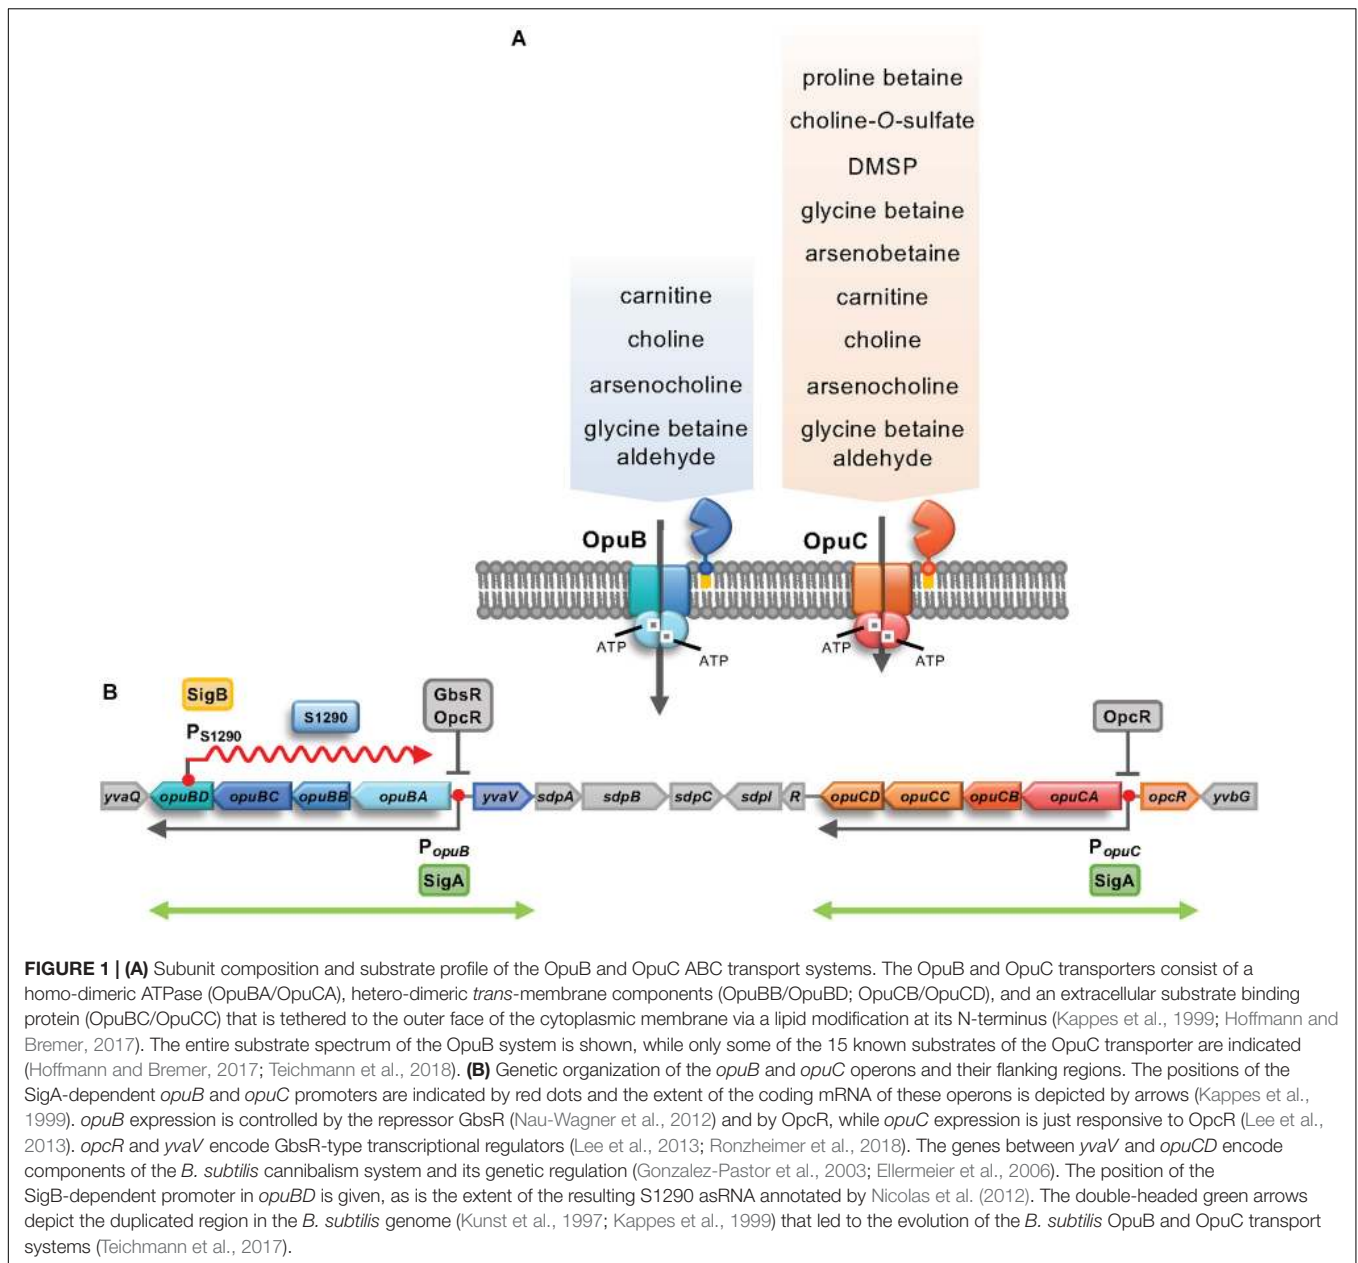 A
proline betaine
choline-O-sulfate
DMSP
glycine betaine
arsenobetaine
carnitine
choline
arsenocholine
glycine betaine
aldehyde
carnitine
choline
arsenocholine
glycine betaine
aldehyde
OpuB
OpuC
ATP
ATP
ATP
ATP
B
SigB
PS1290
S1290
GbsR
OpcR
OpcR
yvaQ
opuBD
opuBC
opuBB
opuBA
yvaV
sdpA
sdpB
sdpC
sdpI
R
opuCD
opuCC
opuCB
opuCA
opcR
yvbG
PopuB
SigA
PopuC
SigA
FIGURE 1 | (A) Subunit composition and substrate profile of the OpuB and OpuC ABC transport systems. The OpuB and OpuC transporters consist of a
homo-dimeric ATPase (OpuBA/OpuCA), hetero-dimeric trans-membrane components (OpuBB/OpuBD; OpuCB/OpuCD), and an extracellular substrate binding
protein (OpuBC/OpuCC) that is tethered to the outer face of the cytoplasmic membrane via a lipid modification at its N-terminus (Kappes et al., 1999; Hoffmann and
Bremer, 2017). The entire substrate spectrum of the OpuB system is shown, while only some of the 15 known substrates of the OpuC transporter are indicated
(Hoffmann and Bremer, 2017; Teichmann et al., 2018). (B) Genetic organization of the opuB and opuC operons and their flanking regions. The positions of the
SigA-dependent opuB and opuC promoters are indicated by red dots and the extent of the coding mRNA of these operons is depicted by arrows (Kappes et al.,
1999). opuB expression is controlled by the repressor GbsR (Nau-Wagner et al., 2012) and by OpcR, while opuC expression is just responsive to OpcR (Lee et al.,
2013). opcR and yvaV encode GbsR-type transcriptional regulators (Lee et al., 2013; Ronzheimer et al., 2018). The genes between yvaV and opuCD encode
components of the B. subtilis cannibalism system and its genetic regulation (Gonzalez-Pastor et al., 2003; Ellermeier et al., 2006). The position of the
SigB-dependent promoter in opuBD is given, as is the extent of the resulting S1290 asRNA annotated by Nicolas et al. (2012). The double-headed green arrows
depict the duplicated region in the B. subtilis genome (Kunst et al., 1997; Kappes et al., 1999) that led to the evolution of the B. subtilis OpuB and OpuC transport
systems (Teichmann et al., 2017).